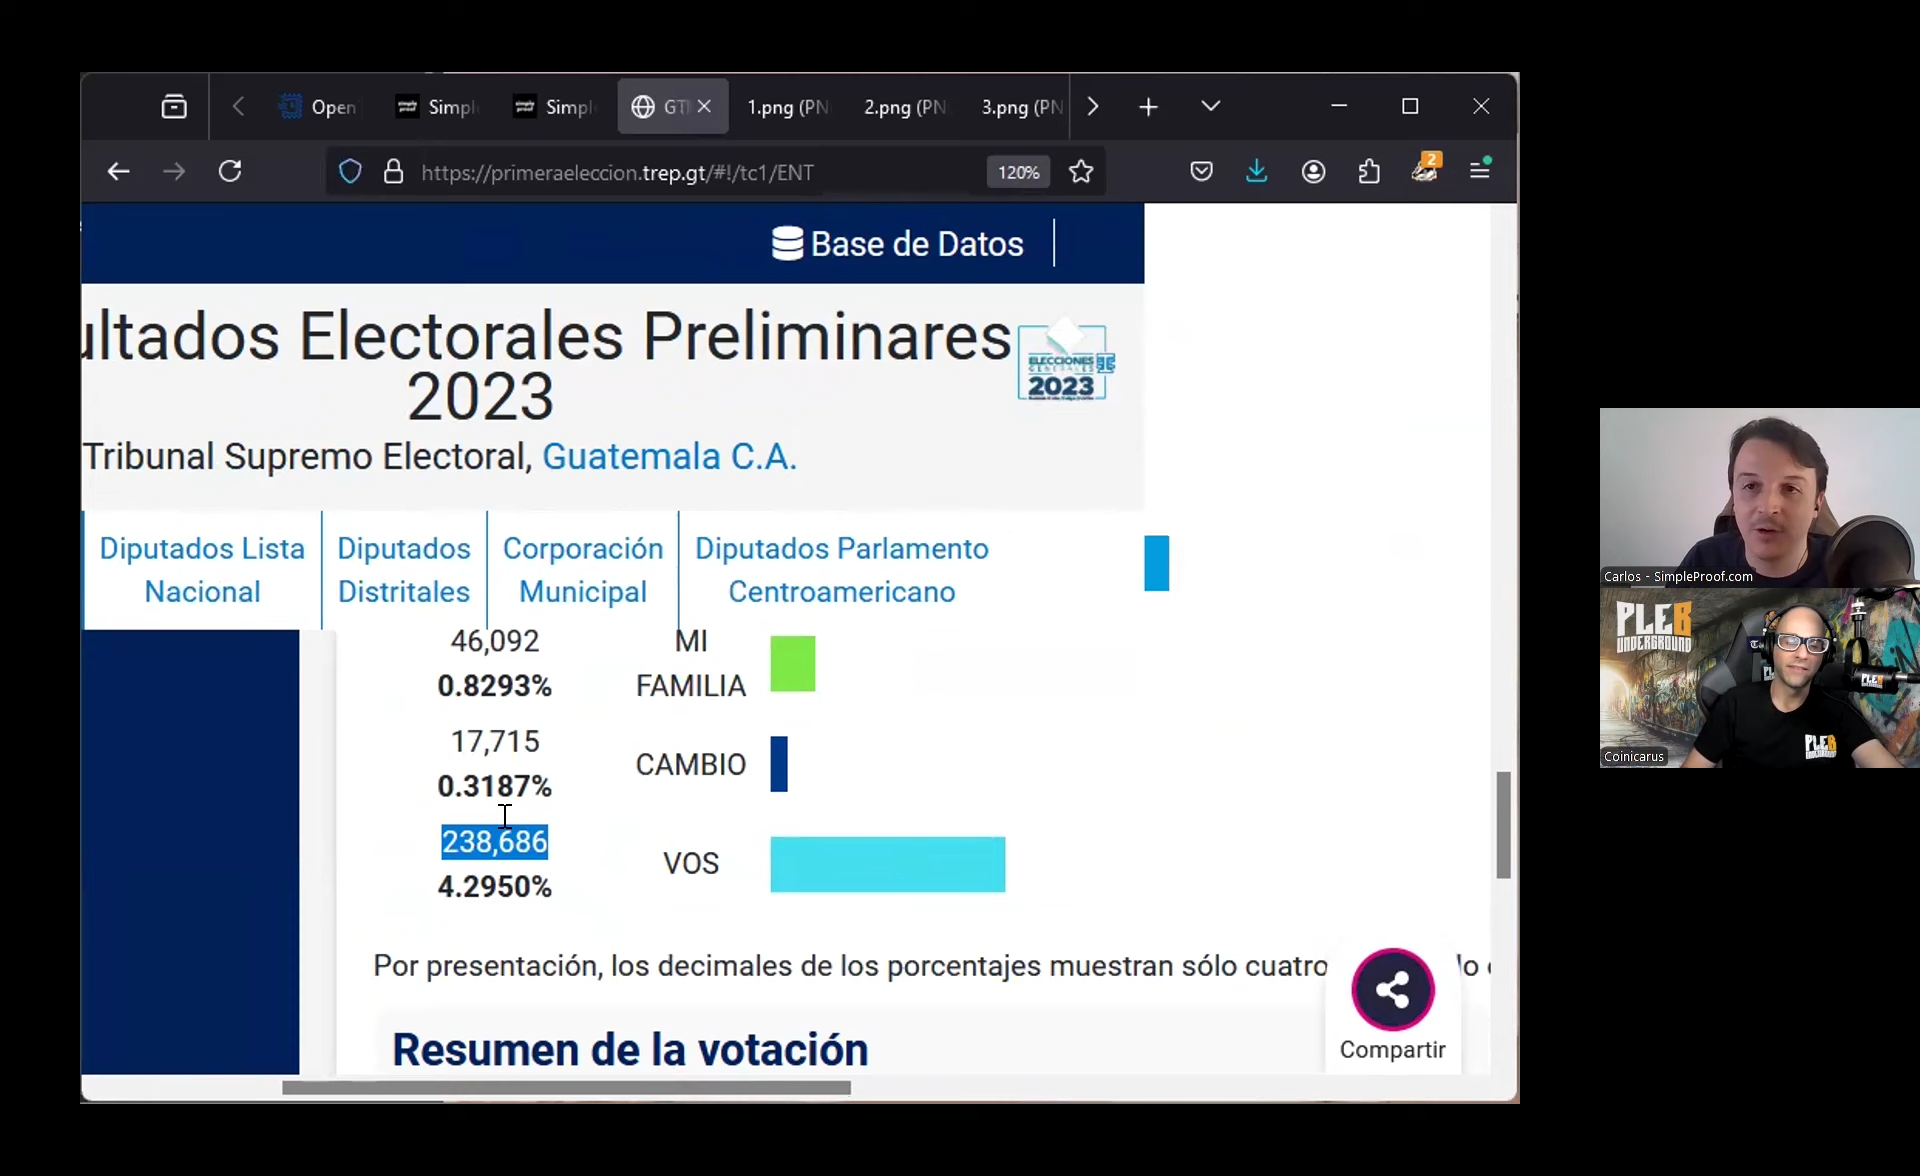 Open
Simpl
Simpl
GT
1.png (PN
2.png (PN
3.png (PN
https://primeraeleccion.trep.gt/#!/tc1/ENT
120%
2
Base de Datos
ultados Electorales Preliminares
2023
ELECCIONES
GENERALES
2023
Tribunal Supremo Electoral, Guatemala C.A.
Diputados Lista
Nacional
Diputados
Distritales
Corporación
Municipal
Diputados Parlamento
Centroamericano
46,092
0.8293%
MI
FAMILIA
17,715
0.3187%
CAMBIO
238,686
4.2950%
VOS
Por presentación, los decimales de los porcentajes muestran sólo cuatro
Resumen de la votación
Compartir
Carlos - SimpleProof.com
PLEB
UNDERGROUND
PLEB
PLEB
Coinicarus